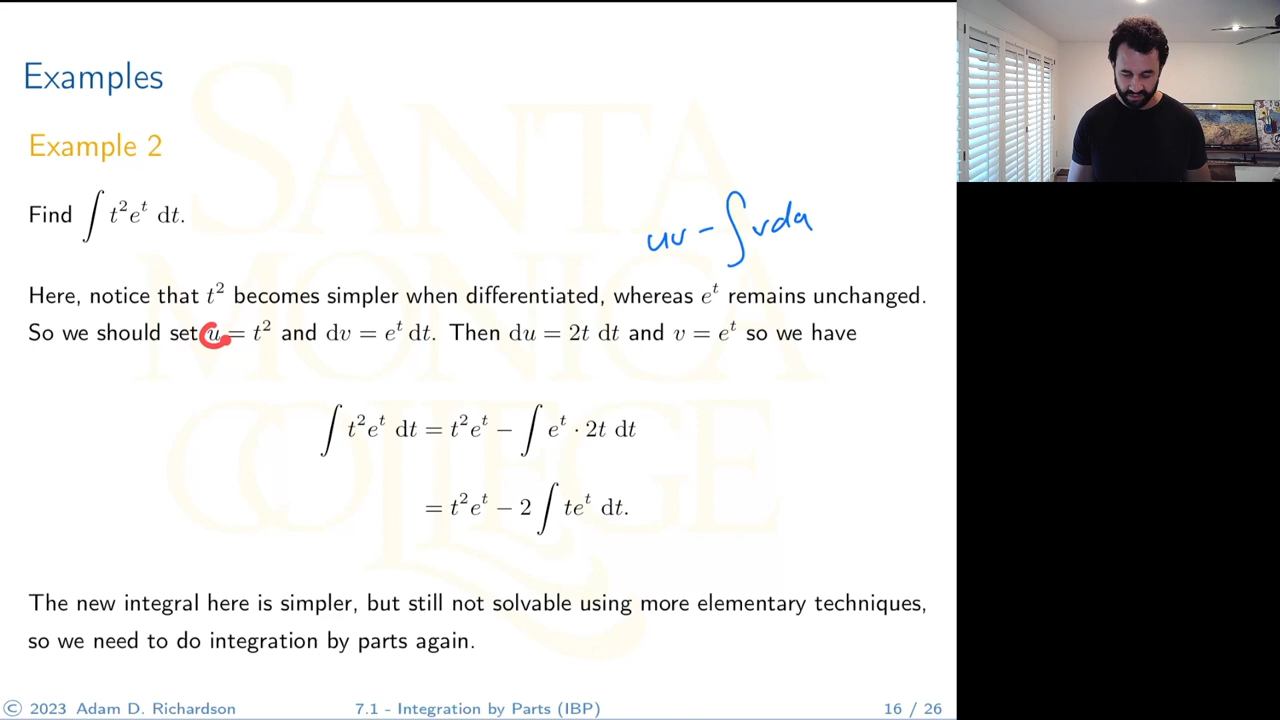 Examples
Example 2
Find ∫ t²eᵗ dt.
uv − ∫ v du
Here, notice that t² becomes simpler when differentiated, whereas eᵗ remains unchanged.
So we should set u = t² and dv = eᵗ dt. Then du = 2t dt and v = eᵗ so we have
∫ t²eᵗ dt = t²eᵗ − ∫ eᵗ · 2t dt
= t²eᵗ − 2 ∫ teᵗ dt.
The new integral here is simpler, but still not solvable using more elementary techniques,
so we need to do integration by parts again.
© 2023 Adam D. Richardson 7.1 - Integration by Parts (IBP) 16 / 26
SANTA
MONICA
COLLEGE